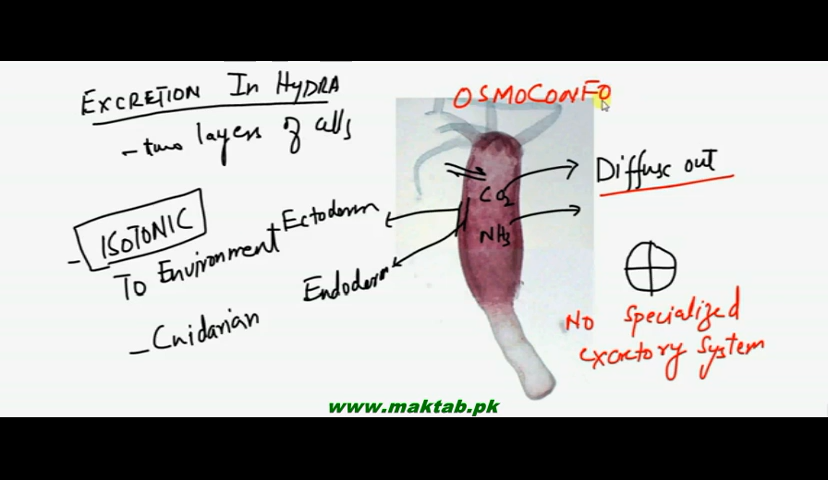 EXCRETION IN HYDRA
OSMOCONFO
- two layers of cells
Diffuse out
CO2
- ISOTONIC
Ectoderm
NH3
To Environment
Endoderm
- Cnidarian
No specialized
excretory system
www.maktab.pk